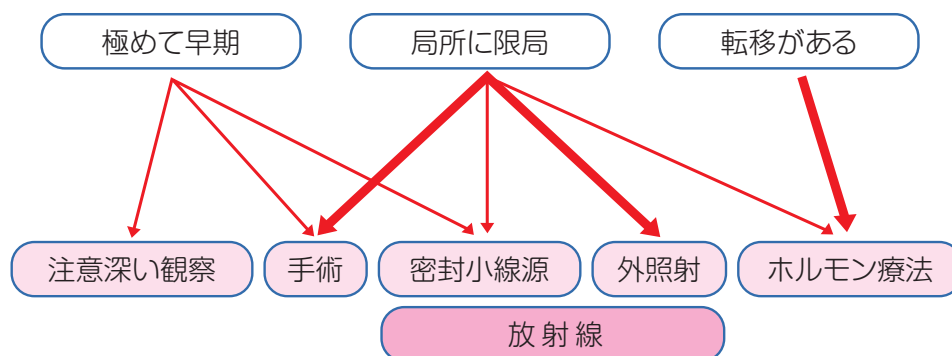 極めて早期
局所に限局
転移がある
注意深い観察
手術
密封小線源
外照射
ホルモン療法
放射線